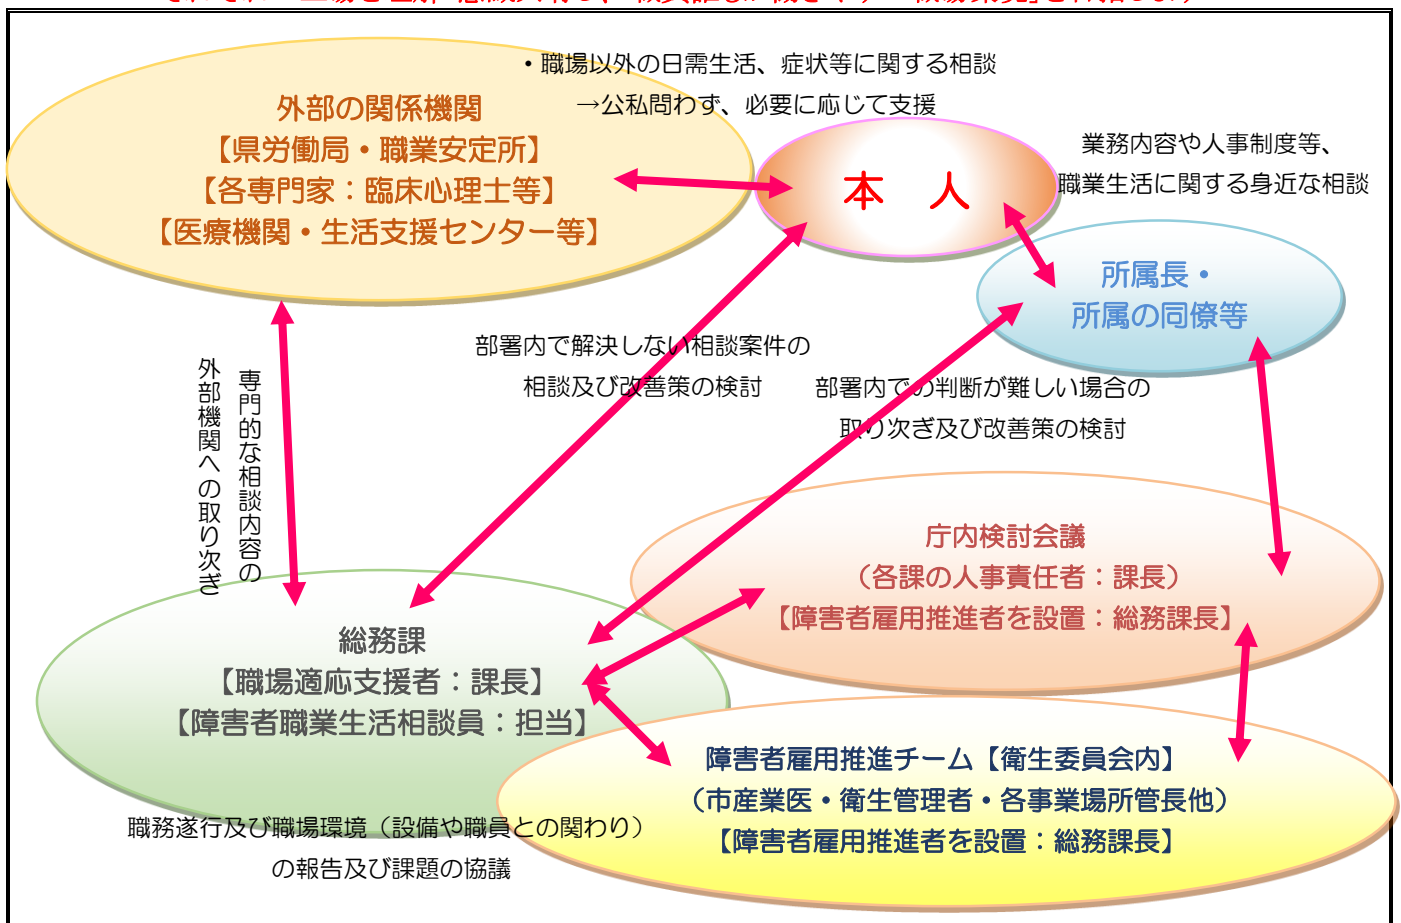 ・職場以外の日需生活、症状等に関する相談
→公私問わず、必要に応じて支援
外部の関係機関
【県労働局・職業安定所】
【各専門家：臨床心理士等】
【医療機関・生活支援センター等】
本　人
業務内容や人事制度等、
職業生活に関する身近な相談
所属長・
所属の同僚等
部署内で解決しない相談案件の
相談及び改善策の検討
部署内での判断が難しい場合の
取り次ぎ及び改善策の検討
専門的な相談内容の
外部機関への取り次ぎ
庁内検討会議
（各課の人事責任者：課長）
【障害者雇用推進者を設置：総務課長】
総務課
【職場適応支援者：課長】
【障害者職業生活相談員：担当】
障害者雇用推進チーム【衛生委員会内】
（市産業医・衛生管理者・各事業場所管長他）
【障害者雇用推進者を設置：総務課長】
職務遂行及び職場環境（設備や職員との関わり）
の報告及び課題の協議